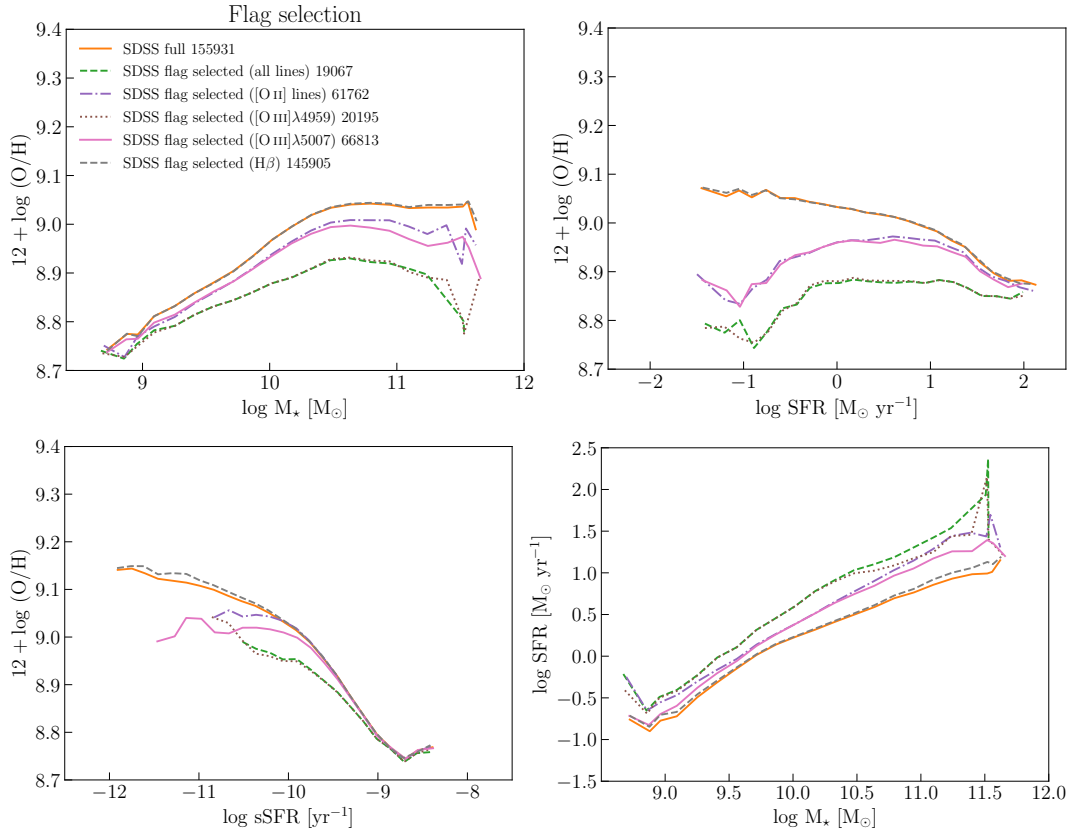 Flag selection
9.4
9.3
9.2
9.1
9.0
8.9
8.8
8.7
12 + log (O/H)
SDSS full 155931
SDSS flag selected (all lines) 19067
SDSS flag selected ([O II] lines) 61762
SDSS flag selected ([O III]λ4959) 20195
SDSS flag selected ([O III]λ5007) 66813
SDSS flag selected (Hβ) 145905
9 10 11 12
log M⋆ [M⊙]
9.4
9.3
9.2
9.1
9.0
8.9
8.8
8.7
12 + log (O/H)
−2 −1 0 1 2
log SFR [M⊙ yr⁻¹]
9.4
9.3
9.2
9.1
9.0
8.9
8.8
8.7
12 + log (O/H)
−12 −11 −10 −9 −8
log sSFR [yr⁻¹]
2.5
2.0
1.5
1.0
0.5
0.0
−0.5
−1.0
−1.5
log SFR [M⊙ yr⁻¹]
9.0 9.5 10.0 10.5 11.0 11.5 12.0
log M⋆ [M⊙]